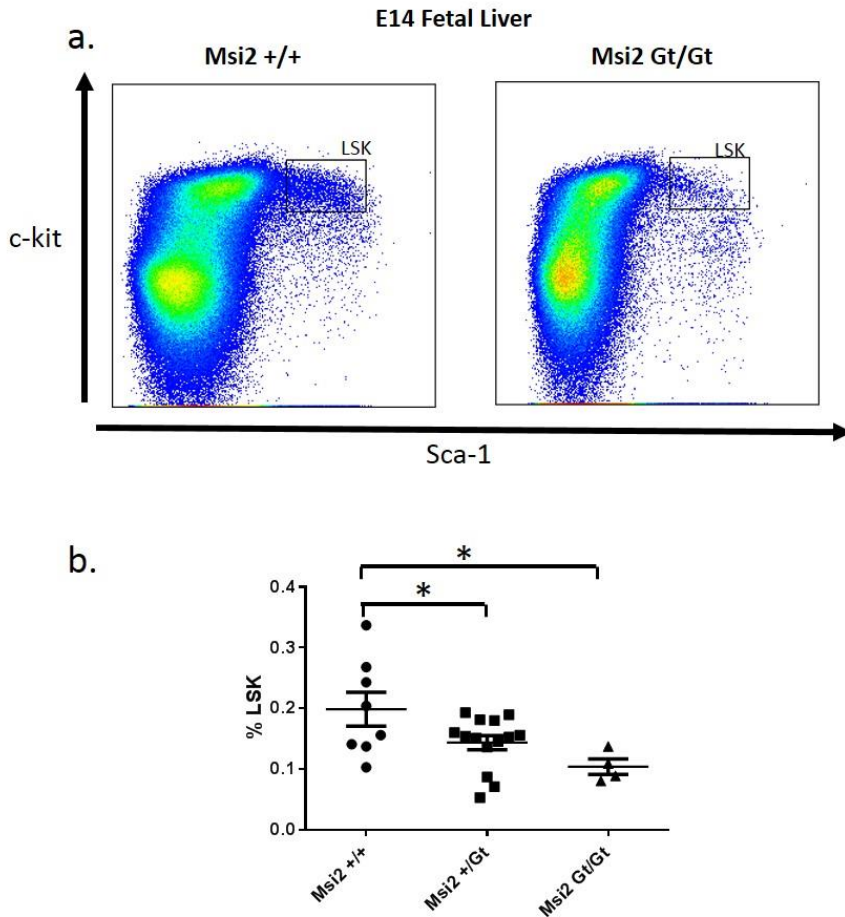 E14 Fetal Liver
a.
Msi2 +/+
Msi2 Gt/Gt
LSK
LSK
c-kit
Sca-1
b.
*
*
0.4
0.3
0.2
0.1
0.0
% LSK
Msi2 +/+
Msi2 +/Gt
Msi2 Gt/Gt